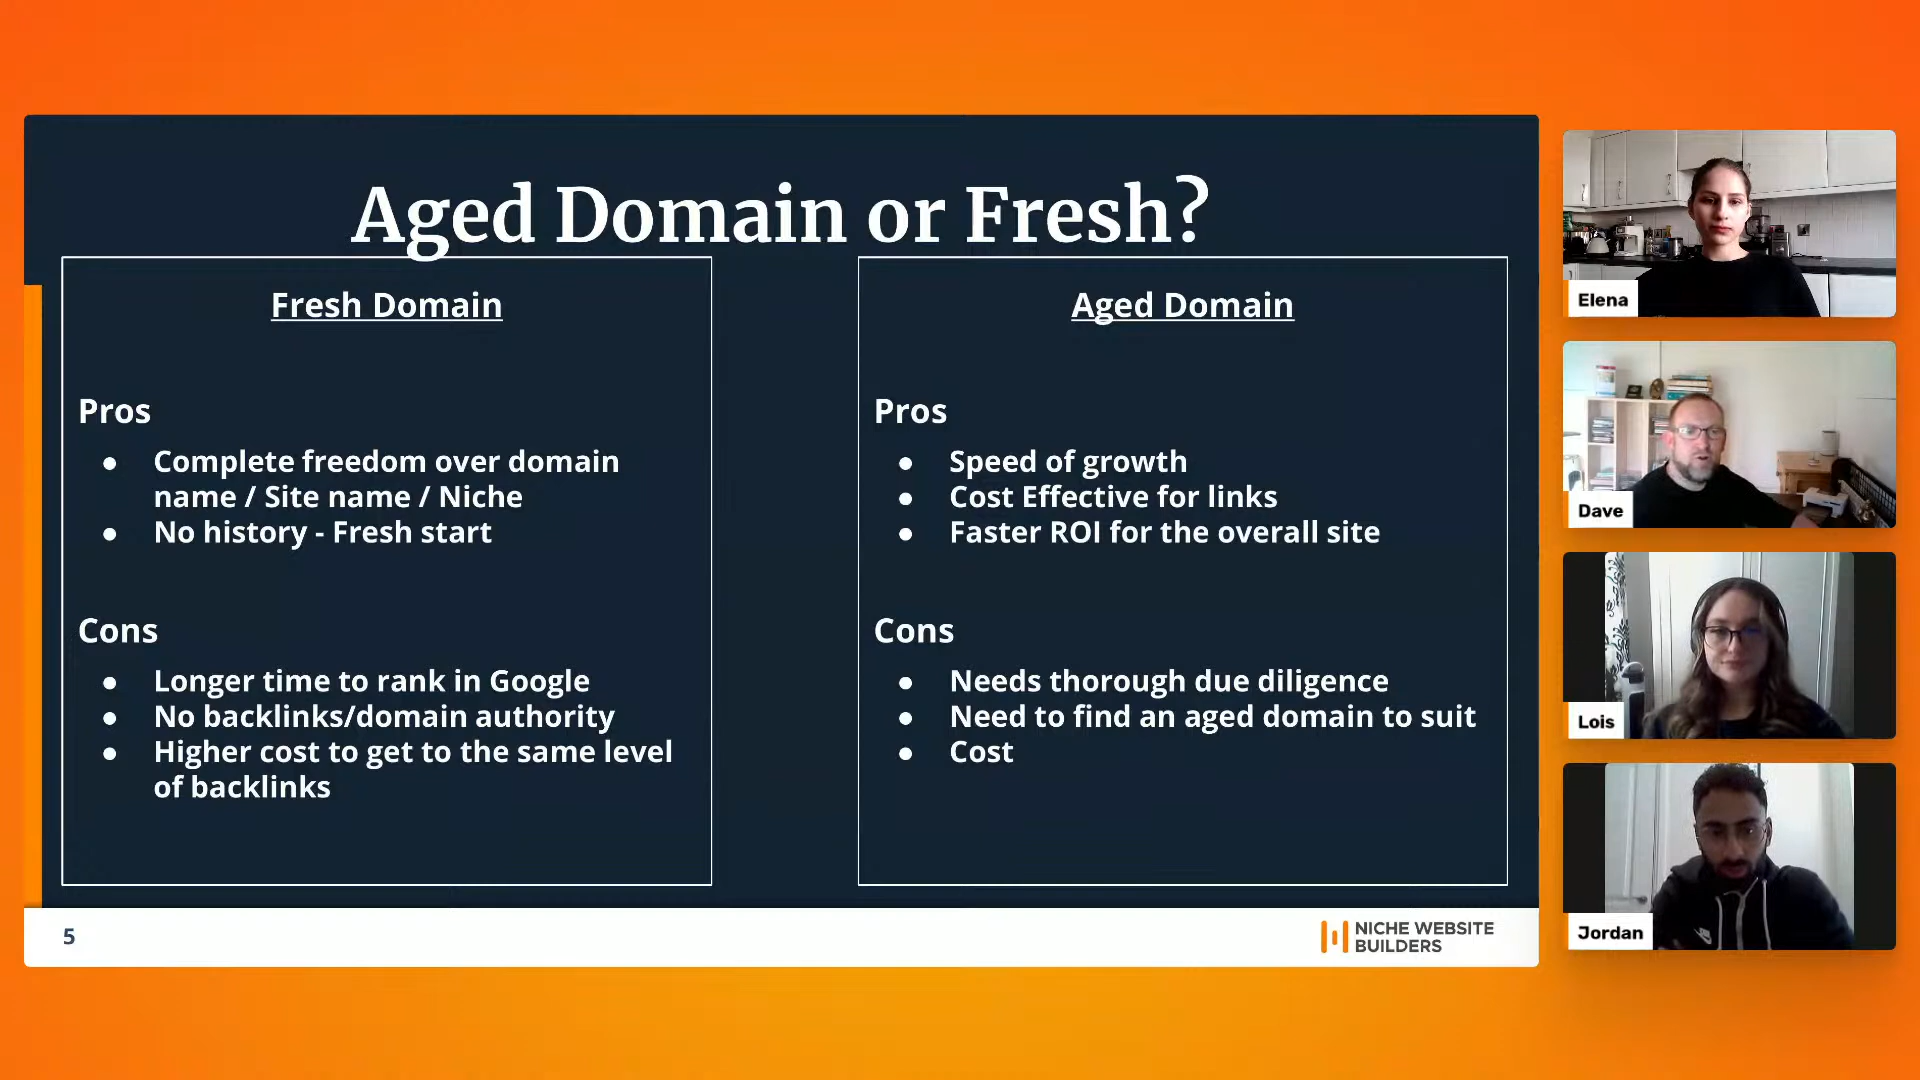 Aged Domain or Fresh?
Fresh Domain
Pros
● Complete freedom over domain
name / Site name / Niche
● No history - Fresh start
Cons
● Longer time to rank in Google
● No backlinks/domain authority
● Higher cost to get to the same level
of backlinks
Aged Domain
Pros
● Speed of growth
● Cost Effective for links
● Faster ROI for the overall site
Cons
● Needs thorough due diligence
● Need to find an aged domain to suit
● Cost
5
NICHE WEBSITE
BUILDERS
Elena
Dave
Lois
Jordan